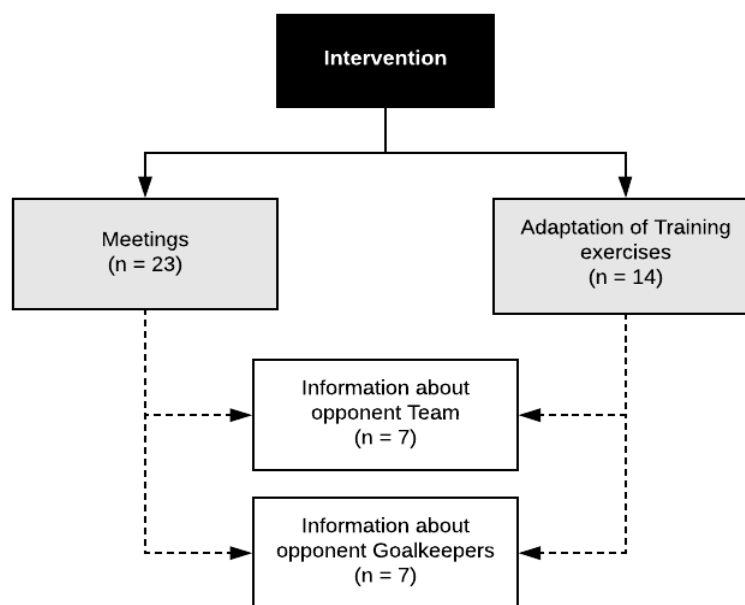 Intervention
Meetings
(n = 23)
Adaptation of Training
exercises
(n = 14)
Information about
opponent Team
(n = 7)
Information about
opponent Goalkeepers
(n = 7)